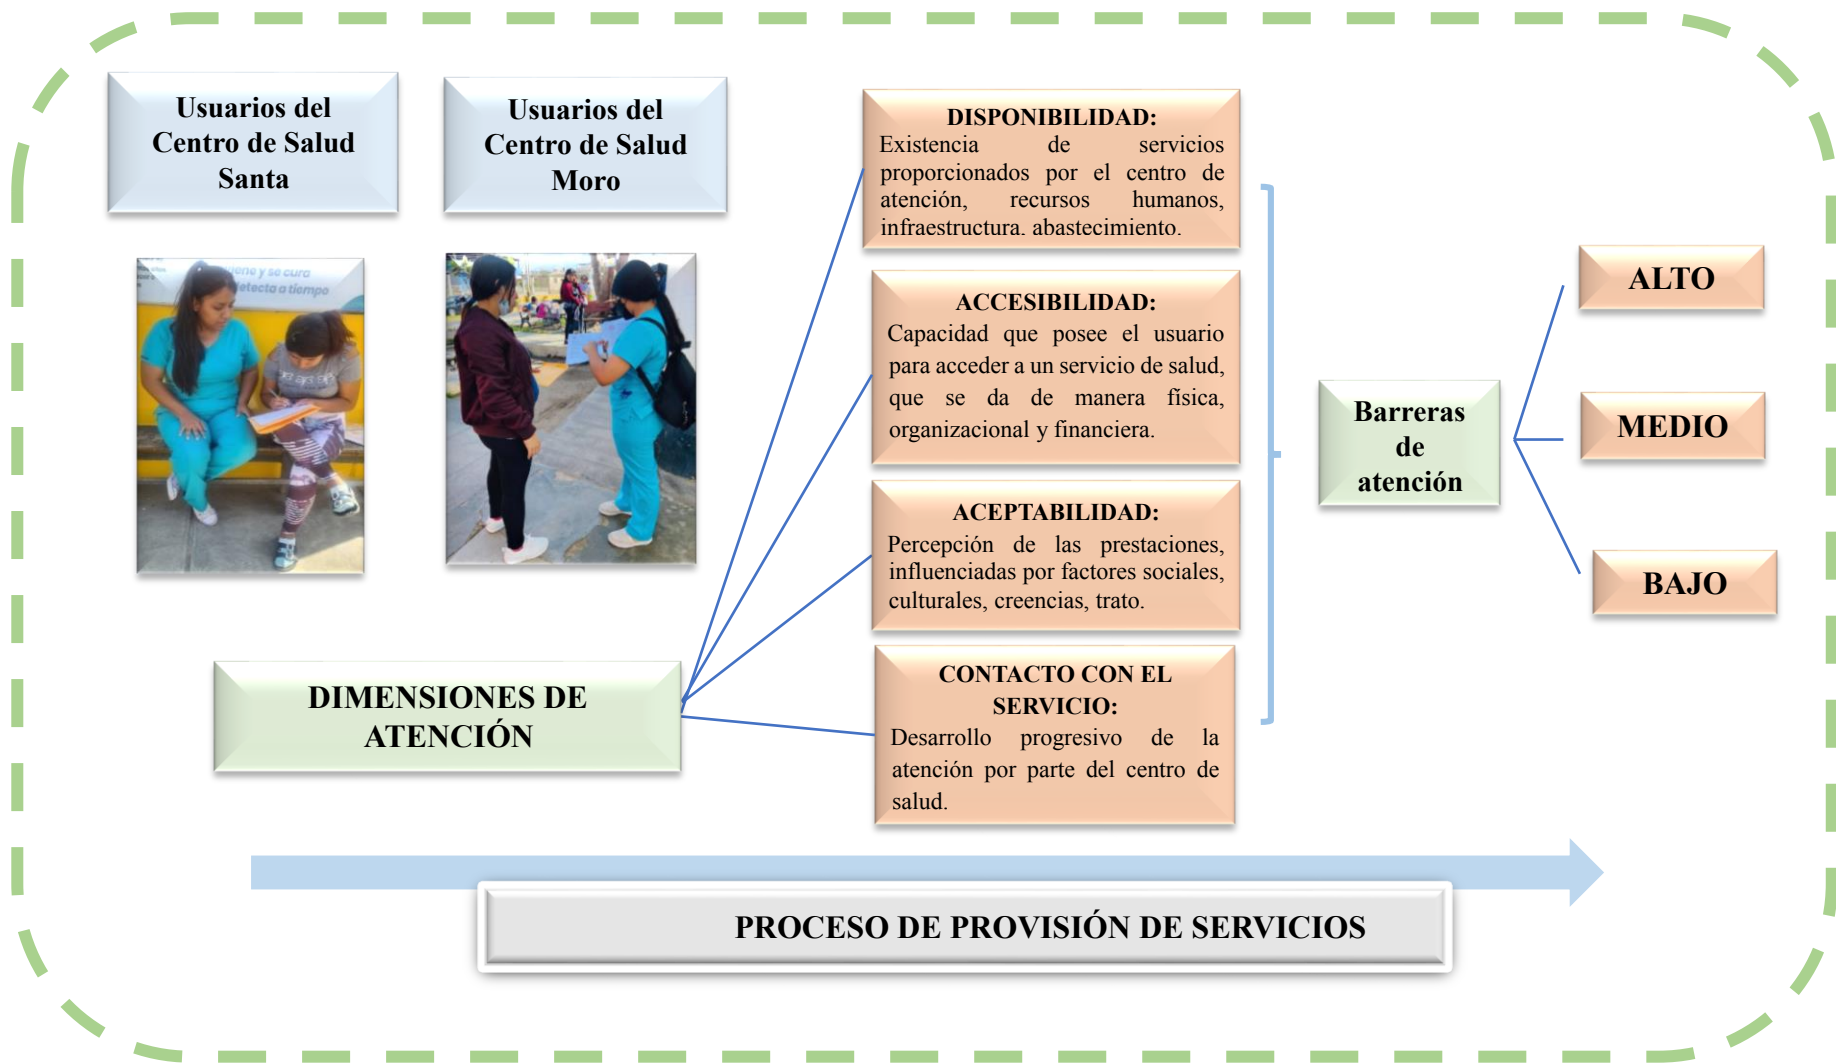 Usuarios del
Centro de Salud
Santa
Usuarios del
Centro de Salud
Moro
y se cura
detecta a tiempo
DIMENSIONES DE
ATENCIÓN
DISPONIBILIDAD:
Existencia de servicios
proporcionados por el centro de
atención, recursos humanos,
infraestructura. abastecimiento.
ACCESIBILIDAD:
Capacidad que posee el usuario
para acceder a un servicio de salud,
que se da de manera física,
organizacional y financiera.
ACEPTABILIDAD:
Percepción de las prestaciones,
influenciadas por factores sociales,
culturales, creencias, trato.
CONTACTO CON EL
SERVICIO:
Desarrollo progresivo de la
atención por parte del centro de
salud.
Barreras
de
atención
ALTO
MEDIO
BAJO
PROCESO DE PROVISIÓN DE SERVICIOS